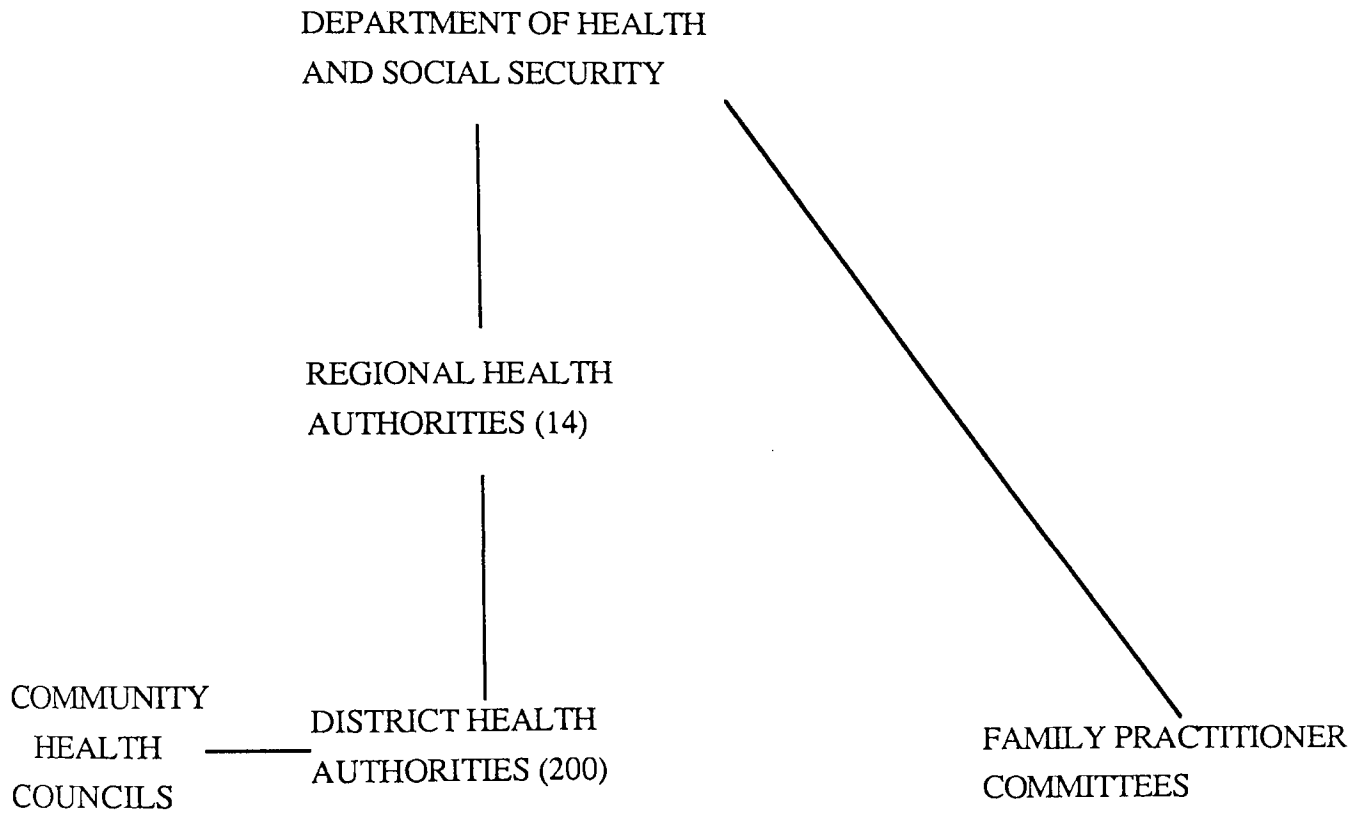 DEPARTMENT OF HEALTH
AND SOCIAL SECURITY
REGIONAL HEALTH
AUTHORITIES (14)
COMMUNITY
HEALTH
COUNCILS
DISTRICT HEALTH
AUTHORITIES (200)
FAMILY PRACTITIONER
COMMITTEES